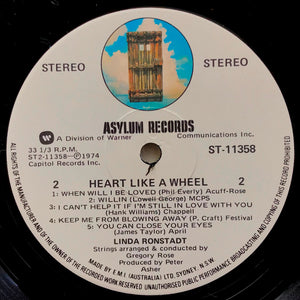 STEREO STEREO
ASYLUM RECORDS
A Division of Warner Communications Inc.
33 1/3 R.P.M.
ST2-11358—Ⓟ1974
Capitol Records Inc.
ST-11358
2 HEART LIKE A WHEEL 2
1- WHEN WILL I BE LOVED (Phil Everly) Acuff-Rose
2- WILLIN (Lowell George) MCPS
3- I CAN'T HELP IT IF I'M STILL IN LOVE WITH YOU
(Hank Williams) Chappell
4- KEEP ME FROM BLOWING AWAY (P. Craft) Festival
5- YOU CAN CLOSE YOUR EYES
(James Taylor) April
LINDA RONSTADT
Strings arranged & conducted by
Gregory Rose
Produced by Peter
Asher
ALL RIGHTS OF THE MANUFACTURER AND OF THE OWNER OF THE RECORDED WORK RESERVED. UNAUTHORISED PUBLIC PERFORMANCE BROADCASTING & COPYING OF THIS RECORD PROHIBITED
MADE BY E.M.I. (AUSTRALIA) LTD. SYDNEY, N.S.W.